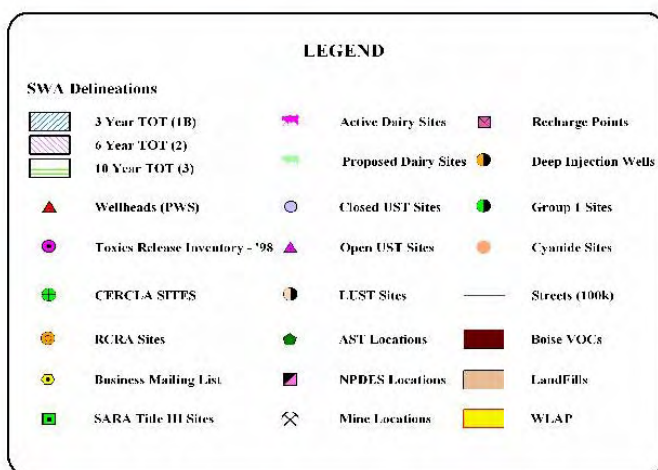 LEGEND
SWA Delineations
3 Year TOT (1B)
6 Year TOT (2)
10 Year TOT (3)
Wellheads (PWS)
Toxics Release Inventory - '98
CERCLA SITES
RCRA Sites
Business Mailing List
SARA Title III Sites
Active Dairy Sites
Proposed Dairy Sites
Closed UST Sites
Open UST Sites
LUST Sites
AST Locations
NPDES Locations
Mine Locations
Recharge Points
Deep Injection Wells
Group 1 Sites
Cyanide Sites
Streets (100k)
Boise VOCs
LandFills
WLAP